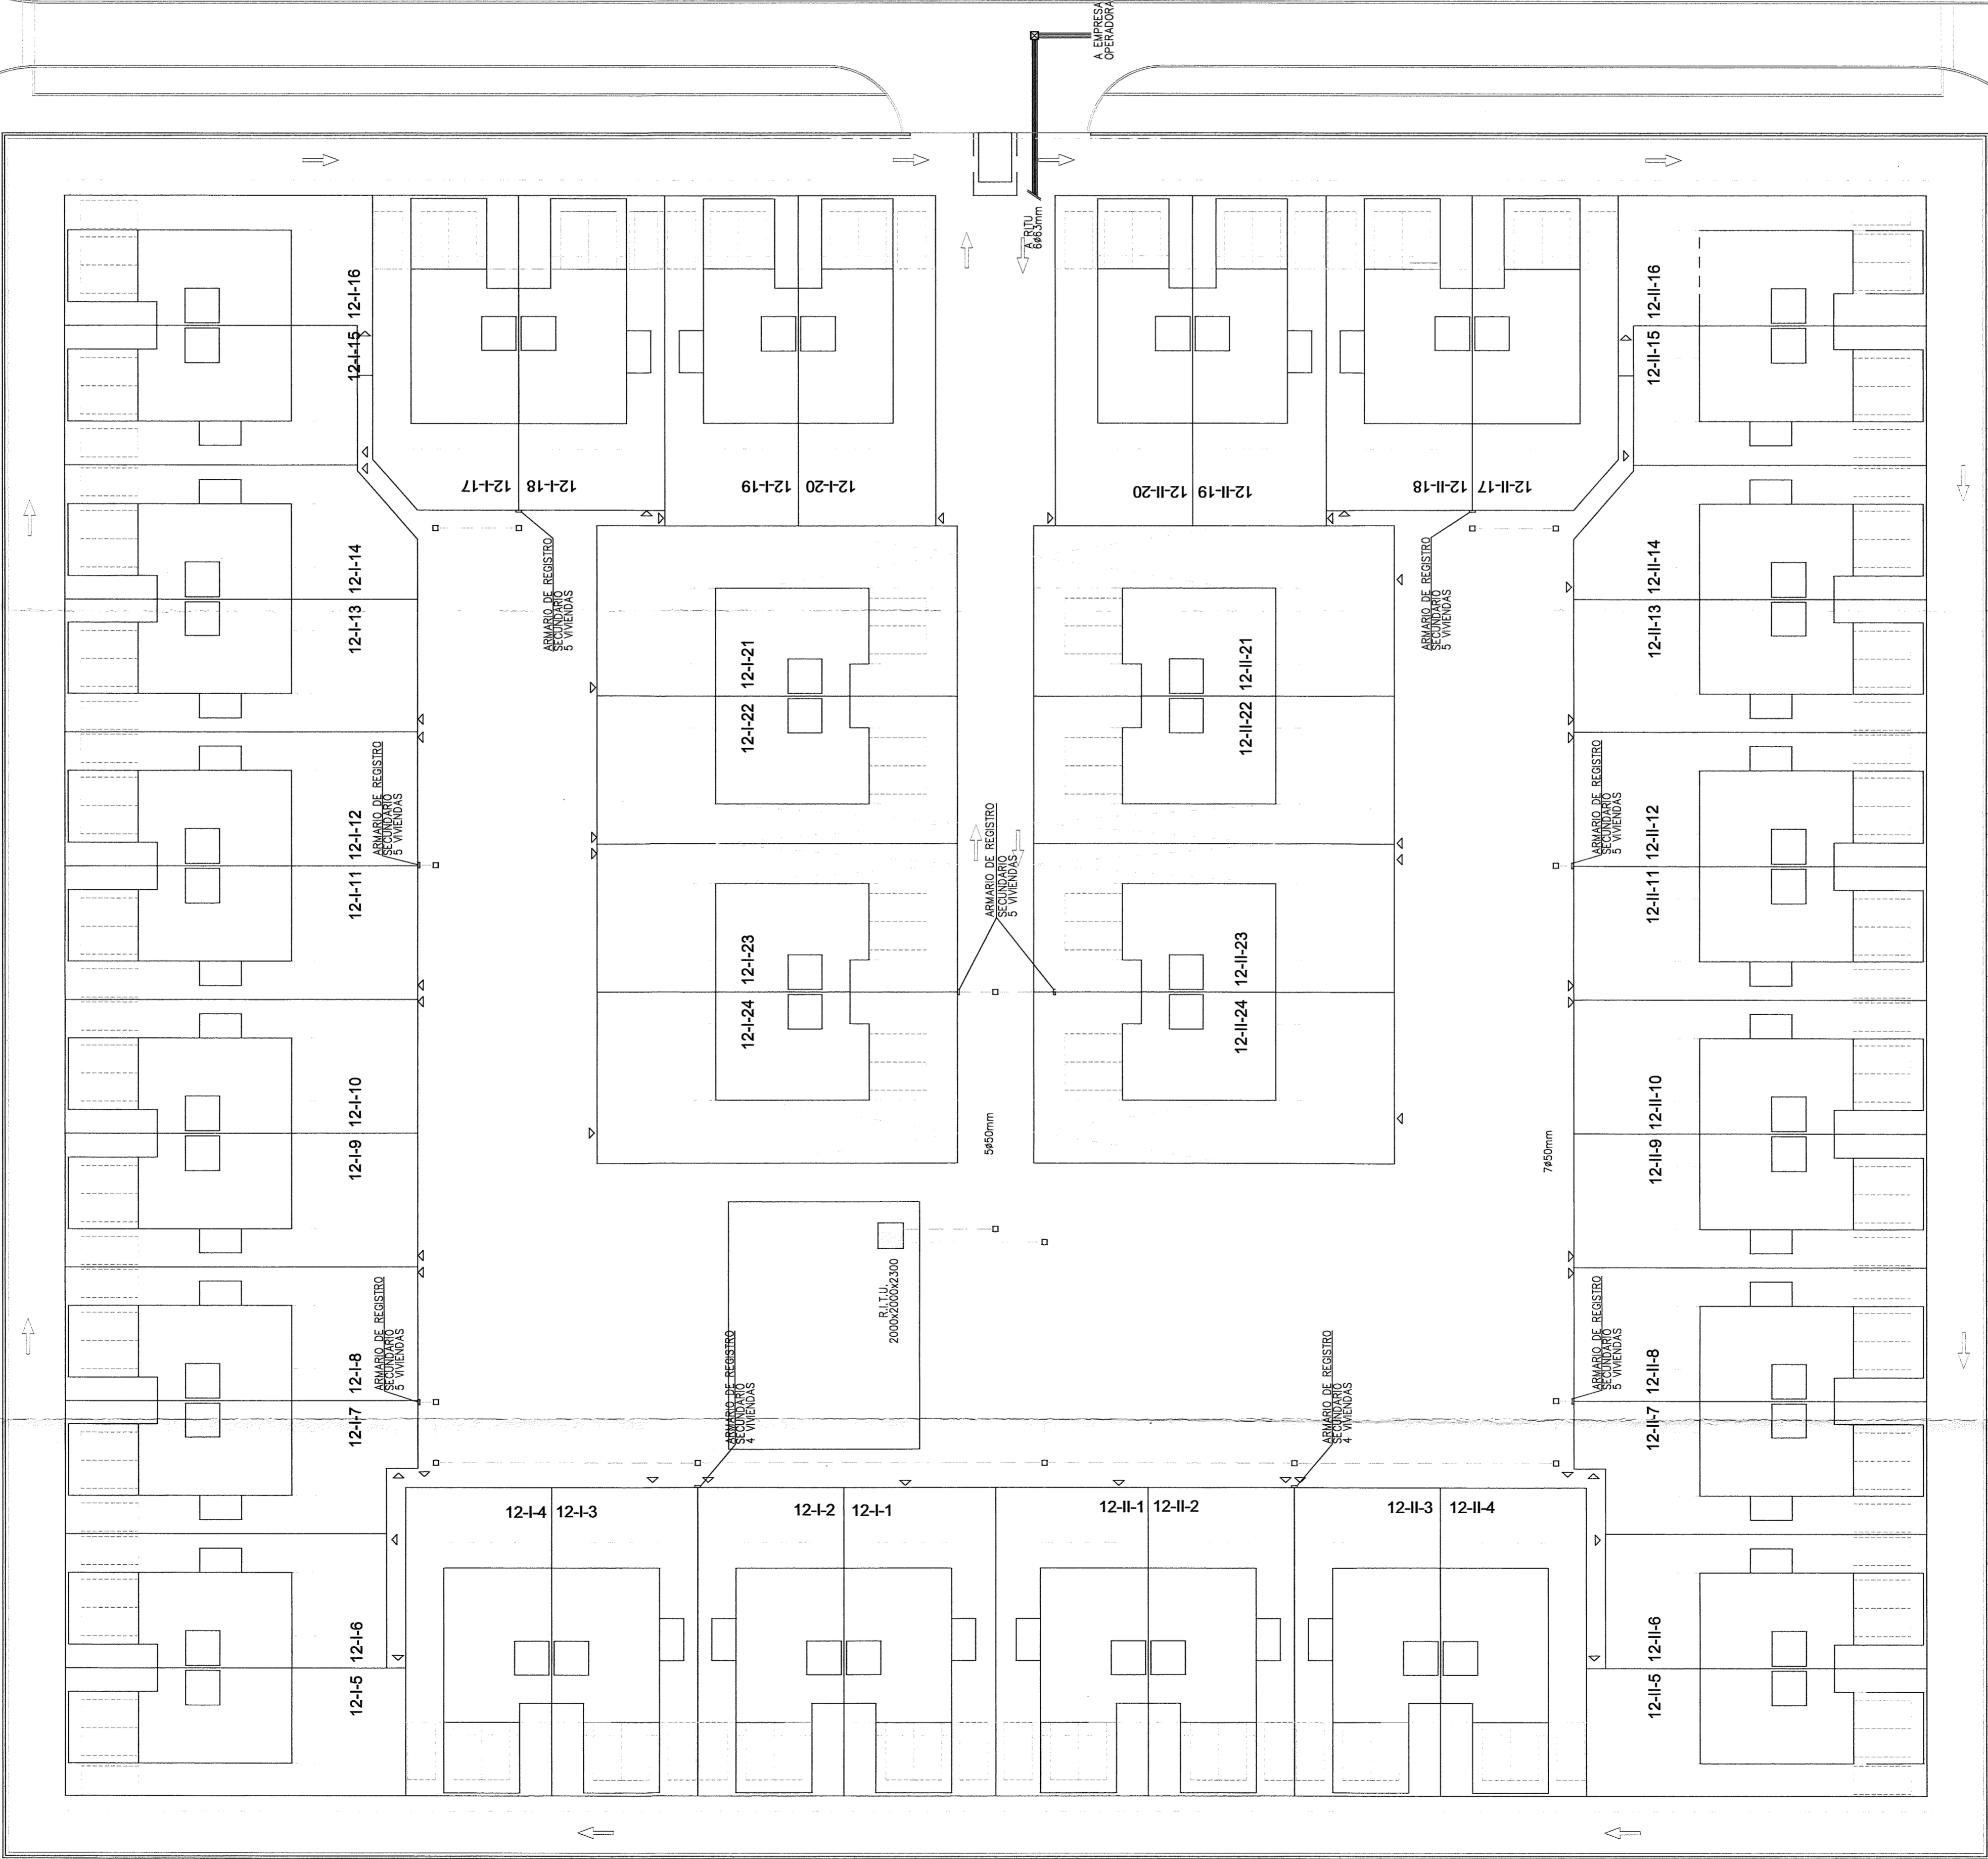 A EMPRESA
OPERADORA
A RITU
6ø63mm
12-I-15 12-I-16
12-II-15 12-II-16
12-I-17
12-I-18
12-I-19
12-I-20
12-II-20
12-II-19
12-II-18
12-II-17
12-I-13 12-I-14
ARMARIO DE REGISTRO
SECUNDARIO
5 VIVIENDAS
12-I-22 12-I-21
12-II-22 12-II-21
ARMARIO DE REGISTRO
SECUNDARIO
5 VIVIENDAS
12-II-13 12-II-14
12-I-11 12-I-12
ARMARIO DE REGISTRO
SECUNDARIO
5 VIVIENDAS
ARMARIO DE REGISTRO
SECUNDARIO
5 VIVIENDAS
ARMARIO DE REGISTRO
SECUNDARIO
5 VIVIENDAS
12-II-11 12-II-12
12-I-24 12-I-23
12-II-24 12-II-23
12-I-9 12-I-10
5ø50mm
7ø50mm
12-II-9 12-II-10
R.I.T.U.
2000x2000x2300
12-I-7 12-I-8
ARMARIO DE REGISTRO
SECUNDARIO
5 VIVIENDAS
ARMARIO DE REGISTRO
SECUNDARIO
4 VIVIENDAS
ARMARIO DE REGISTRO
SECUNDARIO
4 VIVIENDAS
ARMARIO DE REGISTRO
SECUNDARIO
5 VIVIENDAS
12-II-7 12-II-8
12-I-4 12-I-3
12-I-2 12-I-1
12-II-1 12-II-2
12-II-3 12-II-4
12-I-5 12-I-6
12-II-5 12-II-6